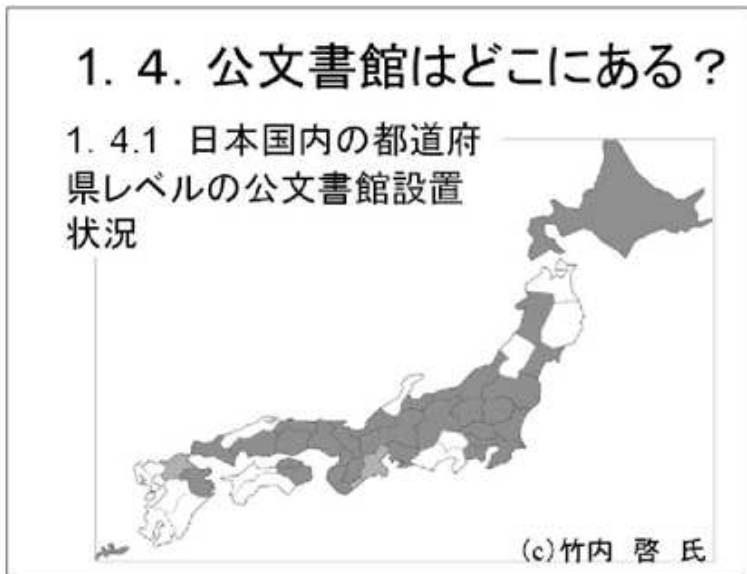 １．４．公文書館はどこにある？
１．４.１　日本国内の都道府
県レベルの公文書館設置
状況
(c)竹内　啓　氏